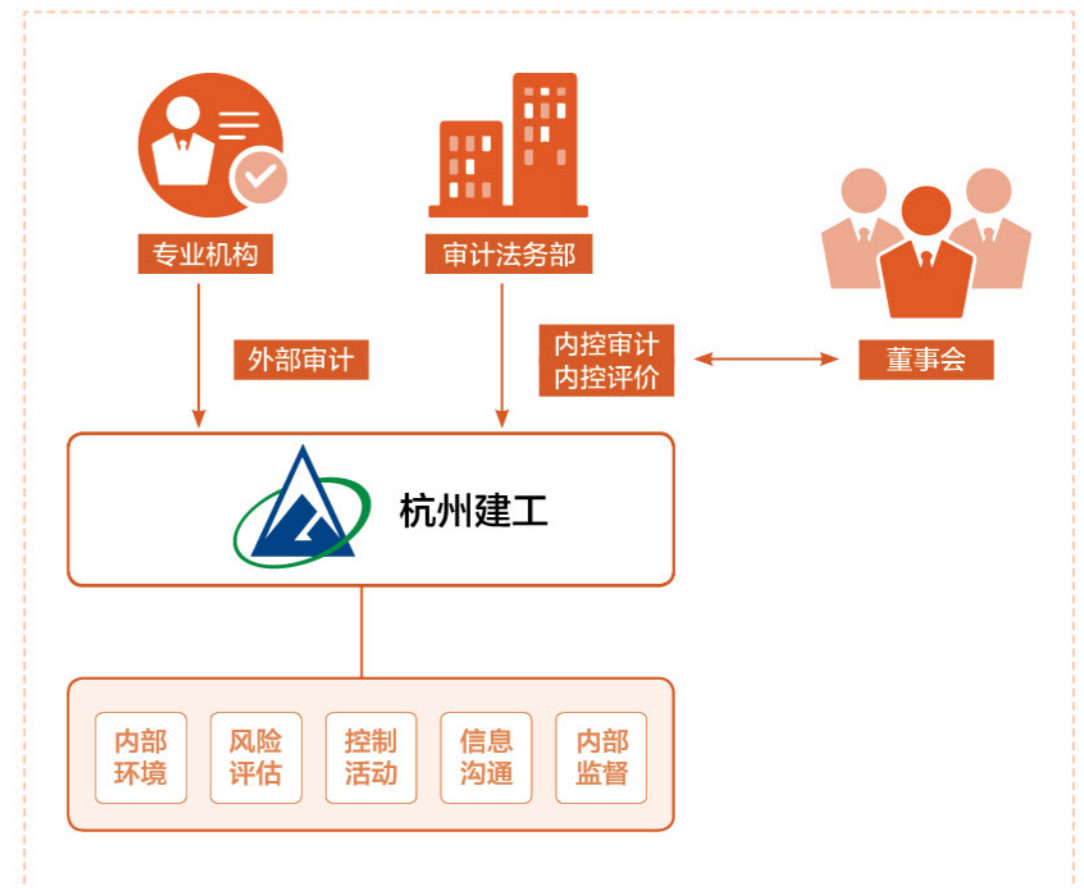 专业机构
审计法务部
外部审计
内控审计
内控评价
董事会
杭州建工
内部
环境
风险
评估
控制
活动
信息
沟通
内部
监督